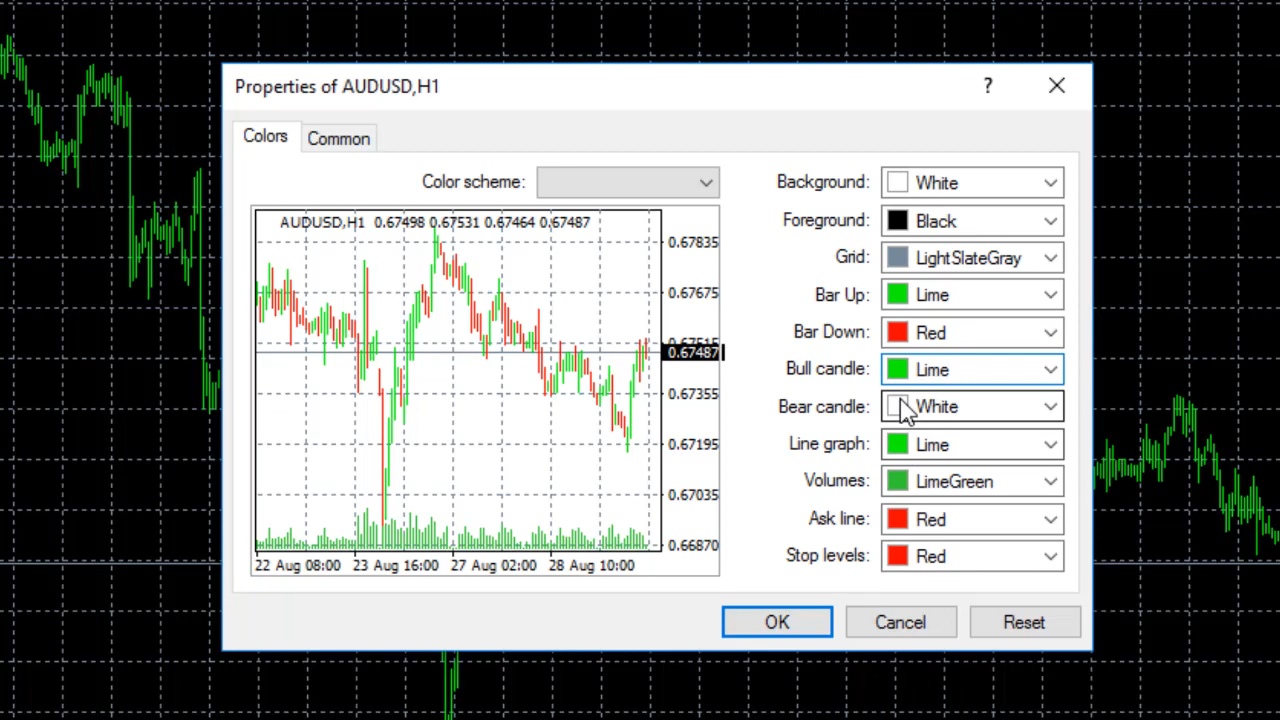 Properties of AUDUSD,H1
?
Colors
Common
Color scheme:
AUDUSD,H1 0.67498 0.67531 0.67464 0.67487
0.67835
0.67675
0.67515
0.67487
0.67355
0.67195
0.67035
0.66870
22 Aug 08:00 23 Aug 16:00 27 Aug 02:00 28 Aug 10:00
Background: White
Foreground: Black
Grid: LightSlateGray
Bar Up: Lime
Bar Down: Red
Bull candle: Lime
Bear candle: White
Line graph: Lime
Volumes: LimeGreen
Ask line: Red
Stop levels: Red
OK
Cancel
Reset